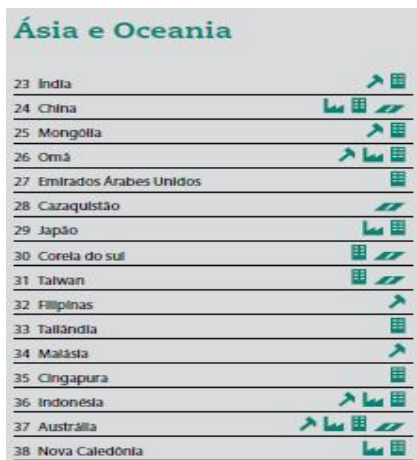 Ásia e Oceania
23 Índia
24 China
25 Mongólia
26 Omã
27 Emirados Árabes Unidos
28 Cazaquistão
29 Japão
30 Coreia do sul
31 Taiwan
32 Filipinas
33 Tailândia
34 Malásia
35 Cingapura
36 Indonésia
37 Austrália
38 Nova Caledônia